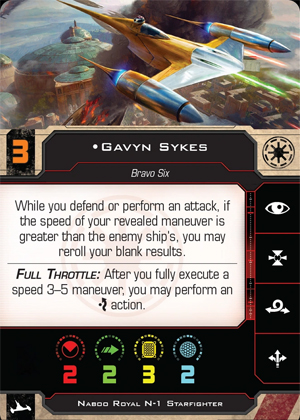 •Gavyn Sykes
3
Bravo Six
While you defend or perform an attack, if
the speed of your revealed maneuver is
greater than the enemy ship's, you may
reroll your blank results.
Full Throttle: After you fully execute a
speed 3–5 maneuver, you may perform an
action.
2 2 3 2
Naboo Royal N-1 Starfighter